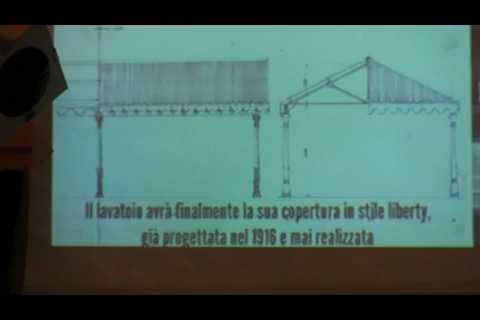 Il lavatoio avrà finalmente la sua copertura in stile liberty,
già progettata nel 1916 e mai realizzata